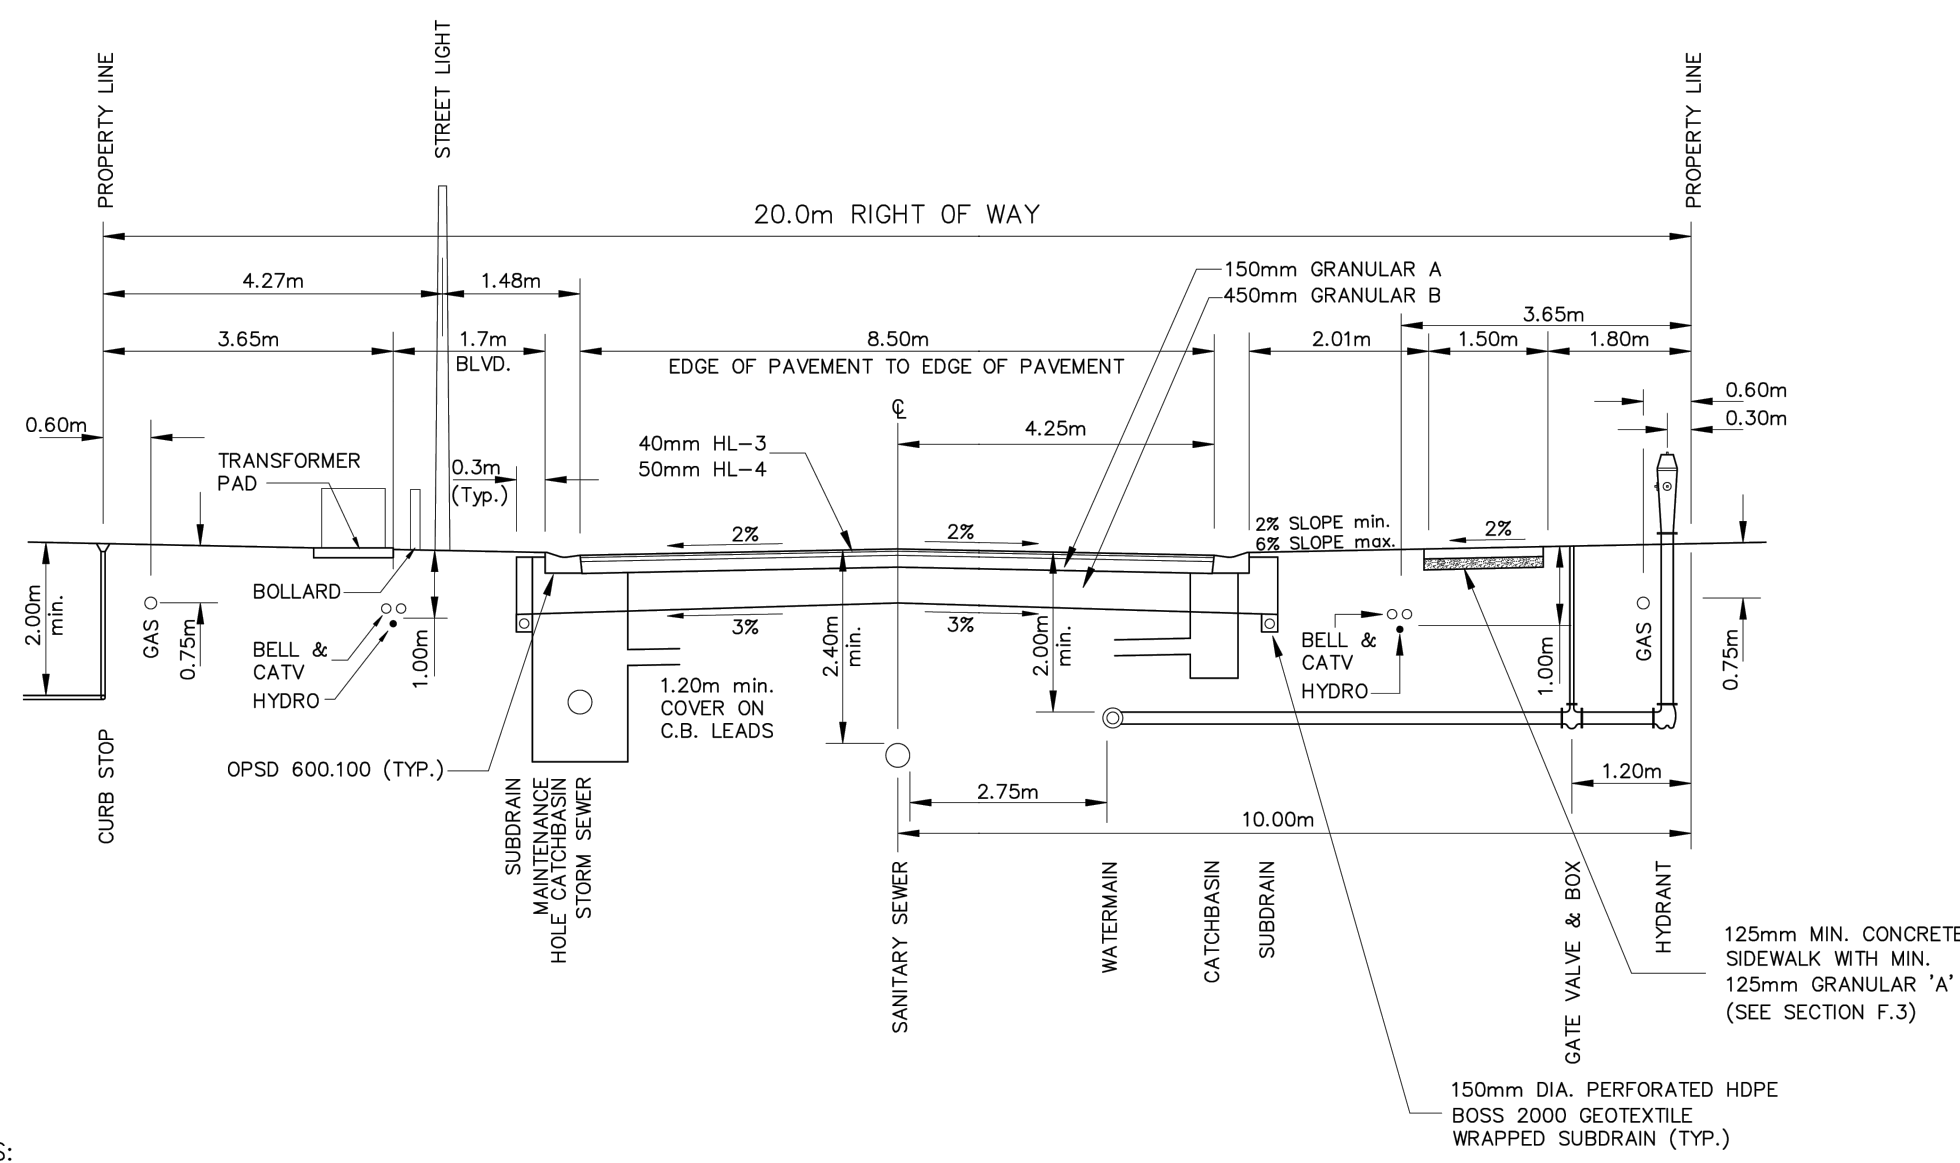 PROPERTY LINE
STREET LIGHT
PROPERTY LINE
20.0m RIGHT OF WAY
4.27m
1.48m
150mm GRANULAR A
450mm GRANULAR B
3.65m
3.65m
1.7m
BLVD.
8.50m
EDGE OF PAVEMENT TO EDGE OF PAVEMENT
2.01m
1.50m
1.80m
0.60m
0.30m
0.60m
℄
4.25m
40mm HL-3
50mm HL-4
TRANSFORMER
PAD
0.3m
(Typ.)
2%
2%
2% SLOPE min.
6% SLOPE max.
2%
2.00m
min.
GAS
0.75m
BOLLARD
BELL &
CATV
HYDRO
1.00m
3%
3%
2.40m
min.
2.00m
min.
1.20m min.
COVER ON
C.B. LEADS
BELL &
CATV
HYDRO
1.00m
GAS
0.75m
OPSD 600.100 (TYP.)
CURB STOP
SUBDRAIN
MAINTENANCE
HOLE CATCHBASIN
STORM SEWER
2.75m
1.20m
10.00m
SANITARY SEWER
WATERMAIN
CATCHBASIN
SUBDRAIN
GATE VALVE & BOX
HYDRANT
125mm MIN. CONCRETE
SIDEWALK WITH MIN.
125mm GRANULAR 'A'
(SEE SECTION F.3)
150mm DIA. PERFORATED HDPE
BOSS 2000 GEOTEXTILE
WRAPPED SUBDRAIN (TYP.)
S: